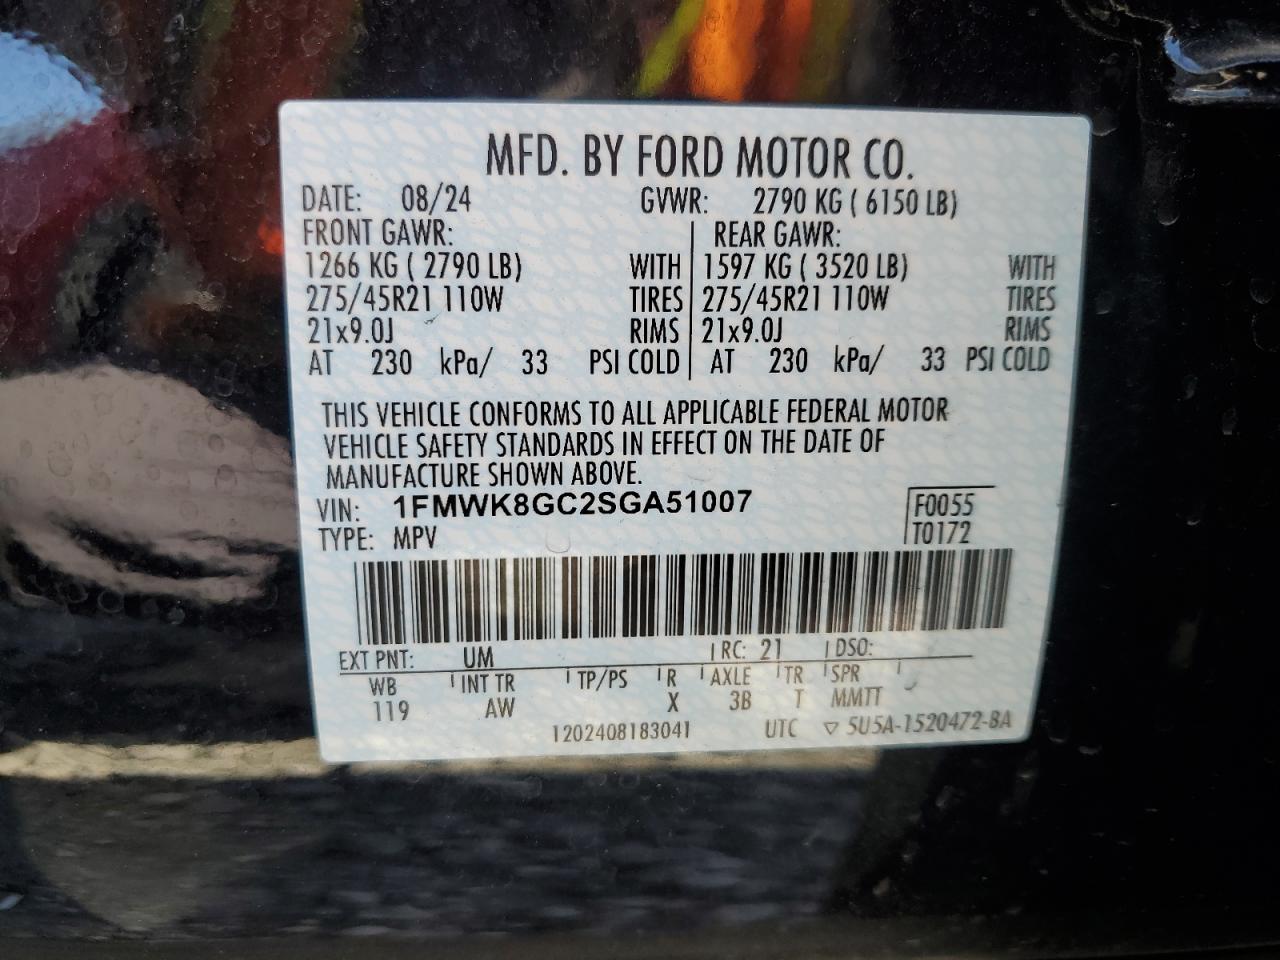 MFD. BY FORD MOTOR CO.
DATE: 08/24 GVWR: 2790 KG ( 6150 LB)
FRONT GAWR: REAR GAWR:
1266 KG ( 2790 LB) WITH 1597 KG ( 3520 LB) WITH
275/45R21 110W TIRES 275/45R21 110W TIRES
21x9.0J RIMS 21x9.0J RIMS
AT 230 kPa/ 33 PSI COLD AT 230 kPa/ 33 PSI COLD
THIS VEHICLE CONFORMS TO ALL APPLICABLE FEDERAL MOTOR
VEHICLE SAFETY STANDARDS IN EFFECT ON THE DATE OF
MANUFACTURE SHOWN ABOVE.
VIN: 1FMWK8GC2SGA51007 F0055
TYPE: MPV T0172
EXT PNT: UM RC: 21 DSO:
WB INT TR TP/PS R AXLE TR SPR
119 AW X 3B T MMTT
1202408183041 UTC ▽ 5U5A-1520472-BA